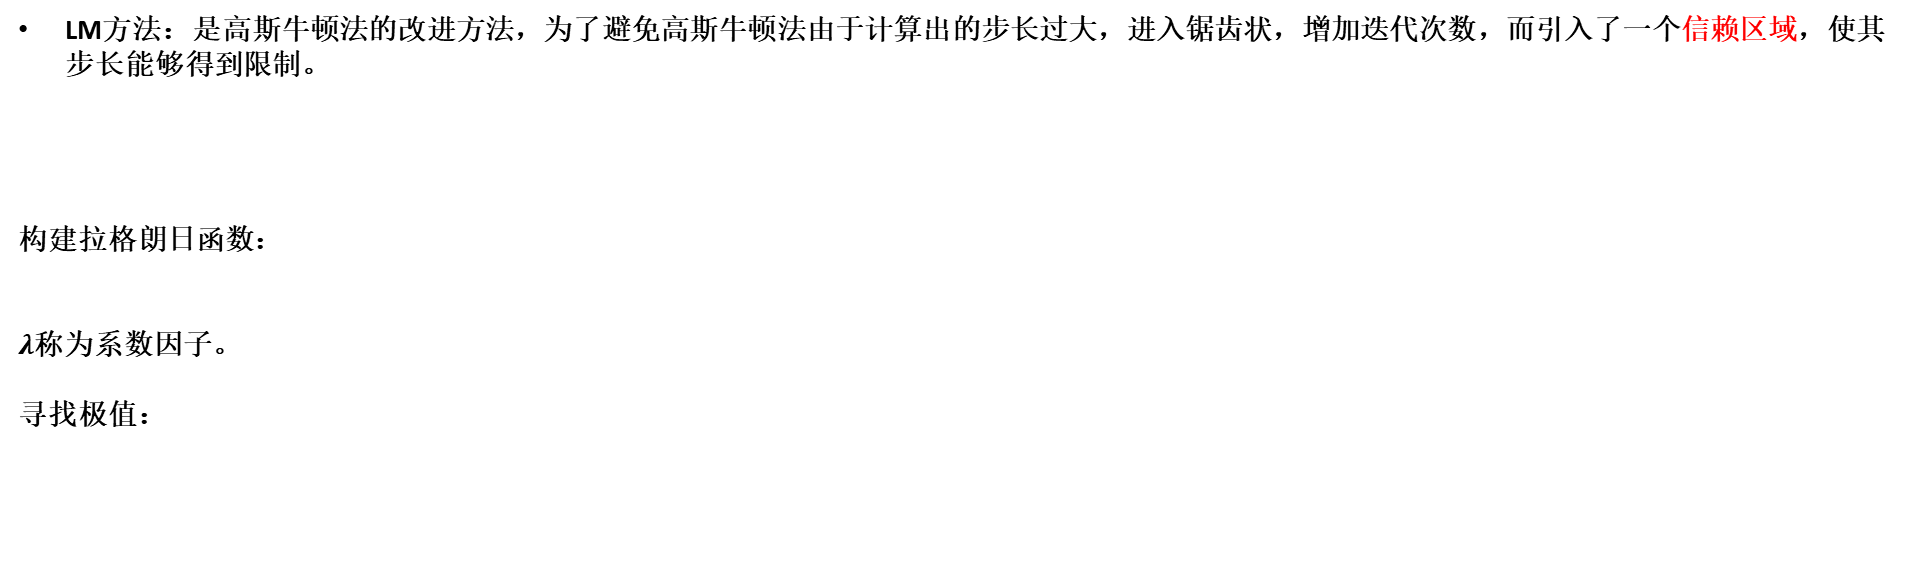 • LM方法：是高斯牛顿法的改进方法，为了避免高斯牛顿法由于计算出的步长过大，进入锯齿状，增加迭代次数，而引入了一个信赖区域，使其
步长能够得到限制。
构建拉格朗日函数：
λ称为系数因子。
寻找极值：